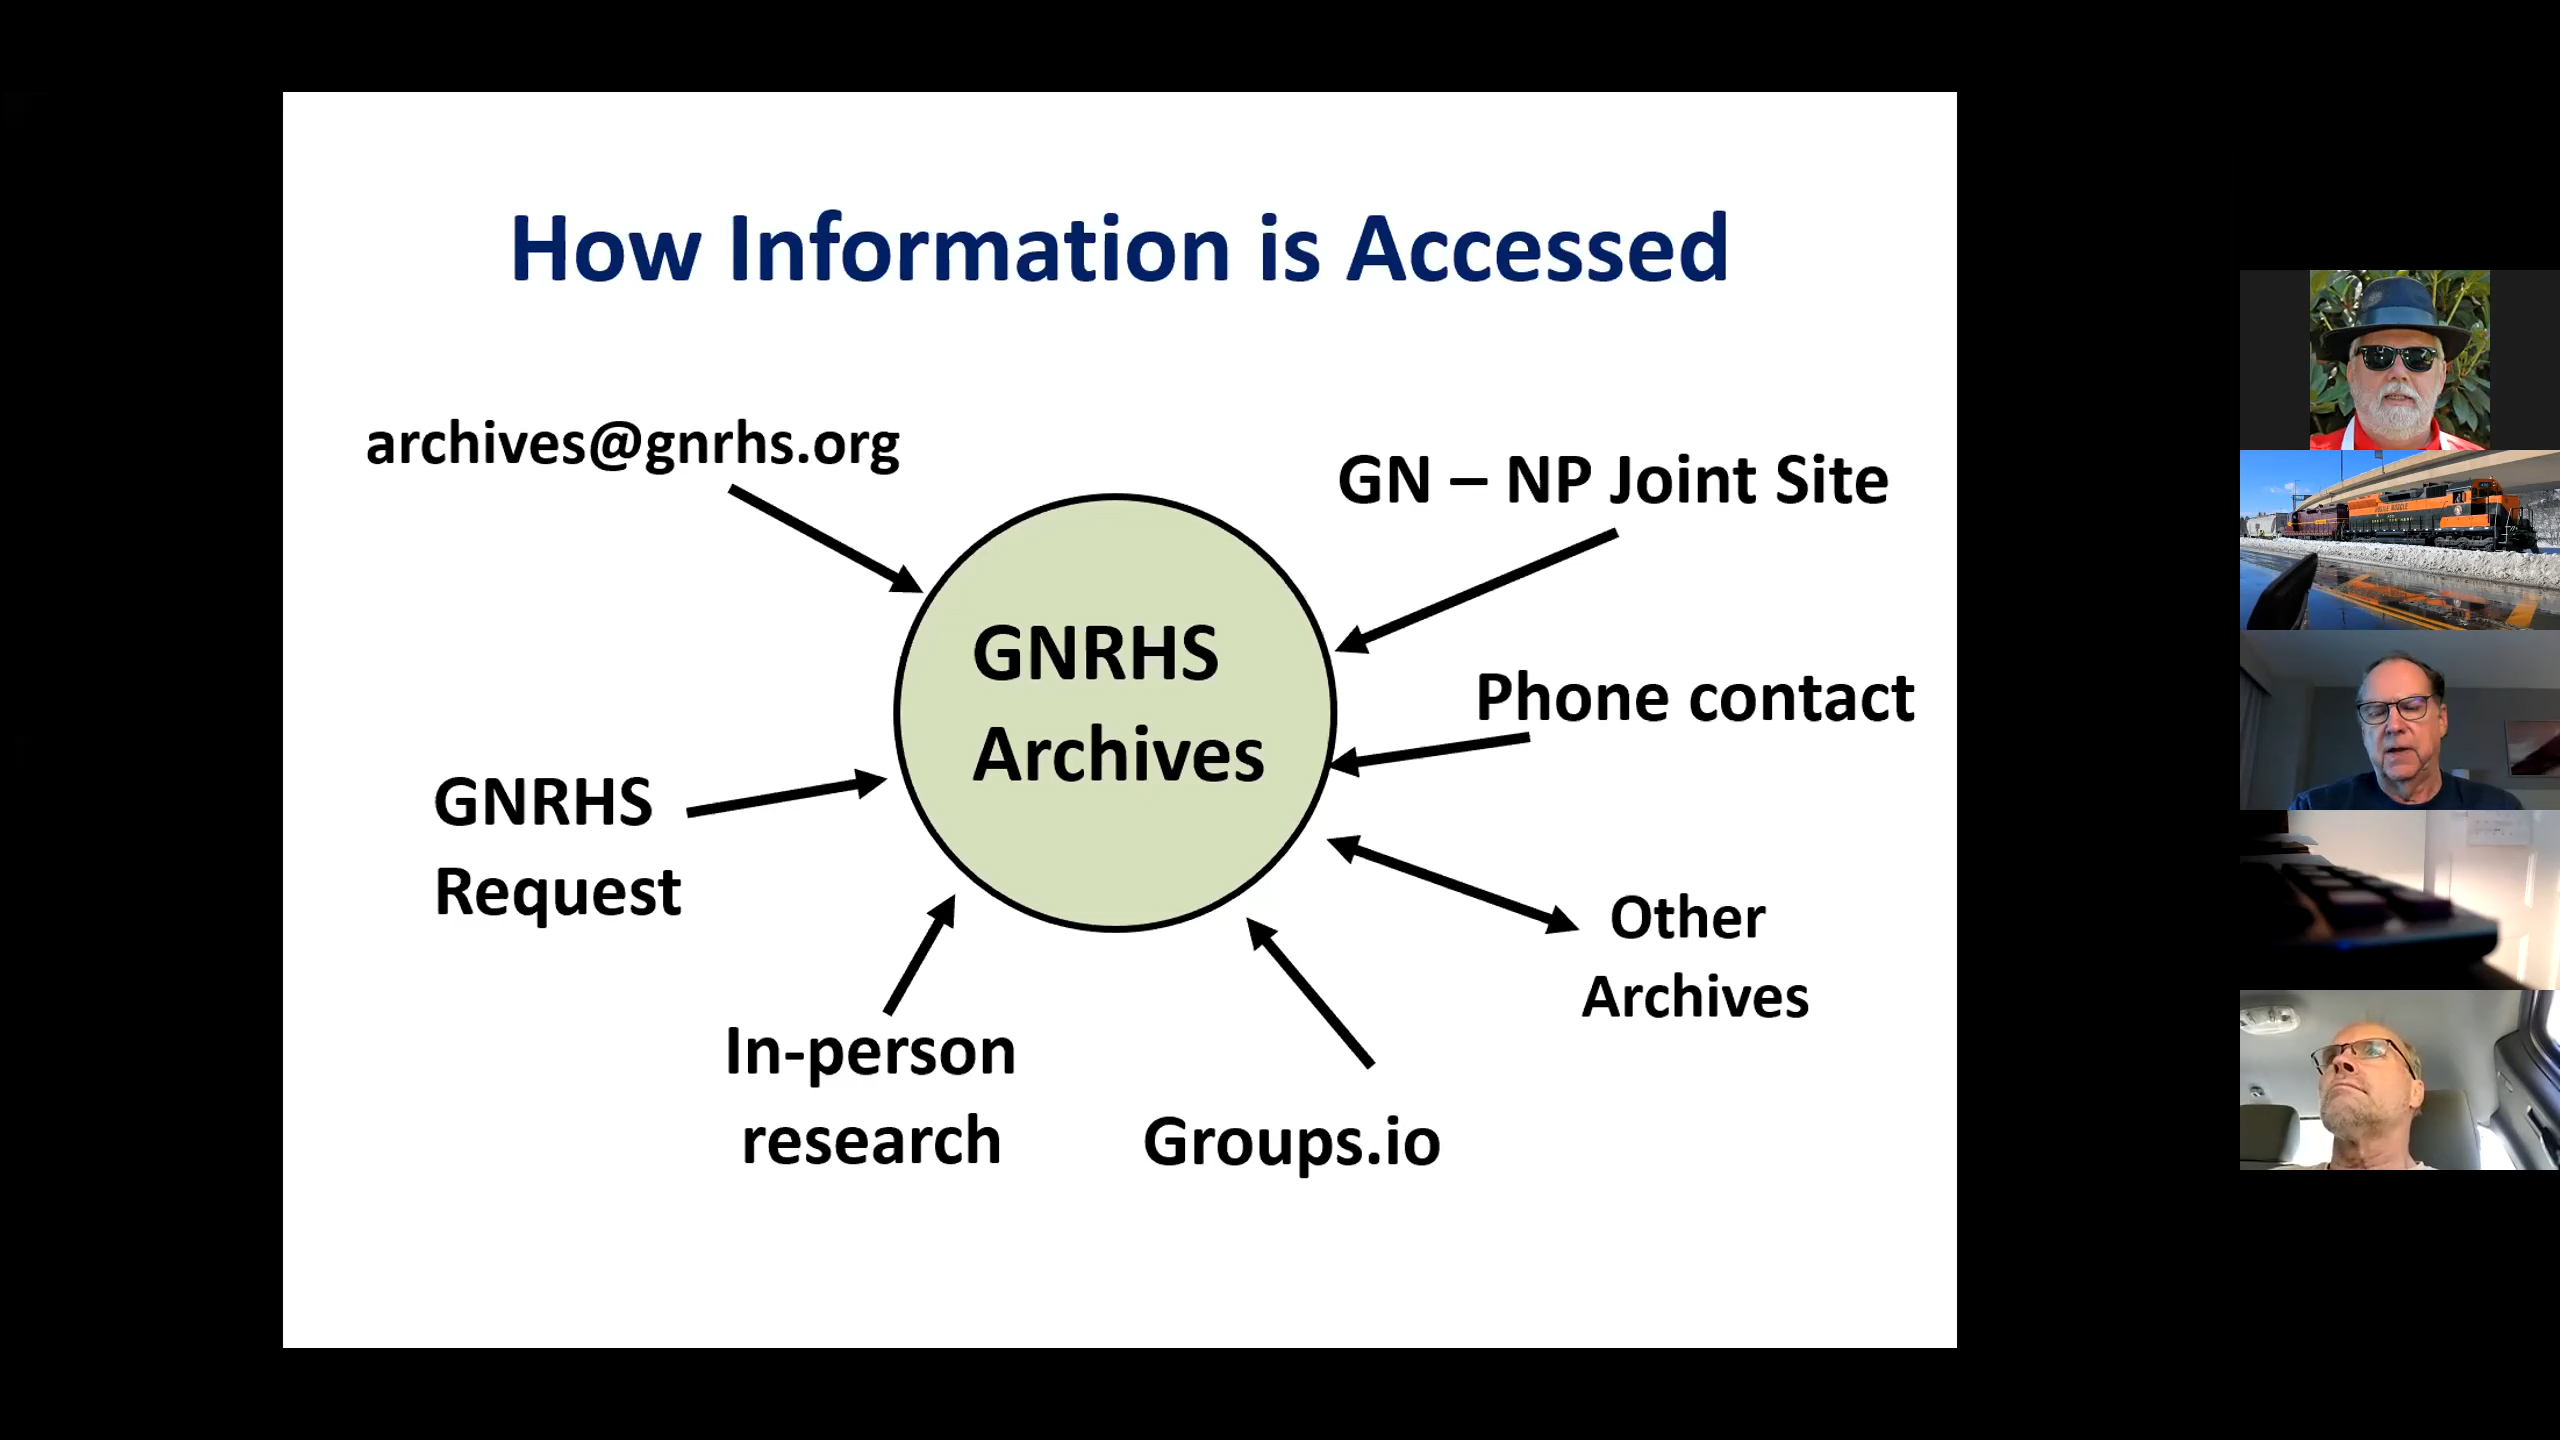 How Information is Accessed
archives@gnrhs.org
GN – NP Joint Site
GNRHS
Archives
Phone contact
GNRHS
Request
Other
Archives
In-person
research
Groups.io